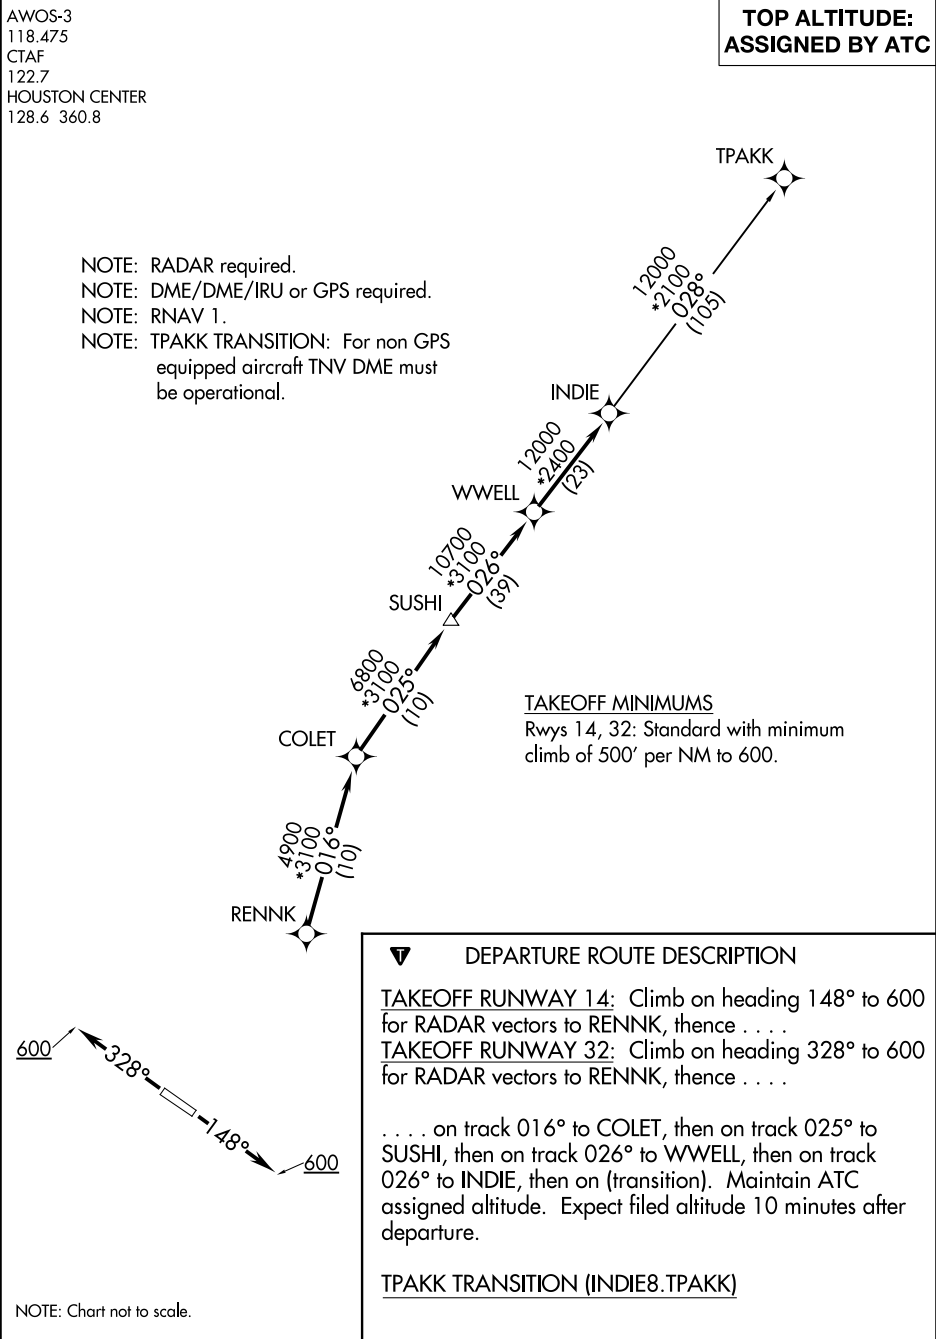 AWOS-3
118.475
CTAF
122.7
HOUSTON CENTER
128.6 360.8
TOP ALTITUDE:
ASSIGNED BY ATC
TPAKK
12000
*2100
028°
(105)
NOTE: RADAR required.
NOTE: DME/DME/IRU or GPS required.
NOTE: RNAV 1.
NOTE: TPAKK TRANSITION: For non GPS
equipped aircraft TNV DME must
be operational.
INDIE
12000
*2400
(23)
WWELL
10700
*3100
026°
(39)
SUSHI
6800
*3100
025°
(10)
TAKEOFF MINIMUMS
Rwys 14, 32: Standard with minimum
climb of 500' per NM to 600.
COLET
4900
*3100
016°
(10)
RENNK
T DEPARTURE ROUTE DESCRIPTION
TAKEOFF RUNWAY 14: Climb on heading 148° to 600
for RADAR vectors to RENNK, thence . . . .
TAKEOFF RUNWAY 32: Climb on heading 328° to 600
for RADAR vectors to RENNK, thence . . . .
. . . . on track 016° to COLET, then on track 025° to
SUSHI, then on track 026° to WWELL, then on track
026° to INDIE, then on (transition). Maintain ATC
assigned altitude. Expect filed altitude 10 minutes after
departure.
TPAKK TRANSITION (INDIE8.TPAKK)
600
328°
148°
600
NOTE: Chart not to scale.